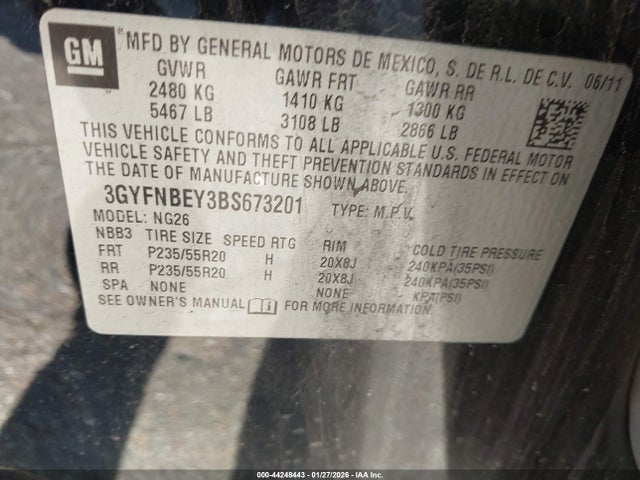 GM
MFD BY GENERAL MOTORS DE MEXICO, S. DE R.L. DE C.V. 06/11
GVWR GAWR FRT GAWR RR
2480 KG 1410 KG 1300 KG
5467 LB 3108 LB 2866 LB
THIS VEHICLE CONFORMS TO ALL APPLICABLE U.S. FEDERAL MOTOR
VEHICLE SAFETY AND THEFT PREVENTION STANDARDS IN EFFECT ON
THE DATE OF MANUFACTURE SHOWN ABOVE.
3GYFNBEY3BS673201 TYPE: M.P.V.
MODEL: NG26
NBB3 TIRE SIZE SPEED RTG RIM COLD TIRE PRESSURE
FRT P235/55R20 H 20X8J 240KPA(35PSI)
RR P235/55R20 H 20X8J 240KPA(35PSI)
SPA NONE NONE KPA(PSI)
SEE OWNER'S MANUAL FOR MORE INFORMATION
000-44248443 — 01/27/2026 — IAA Inc.